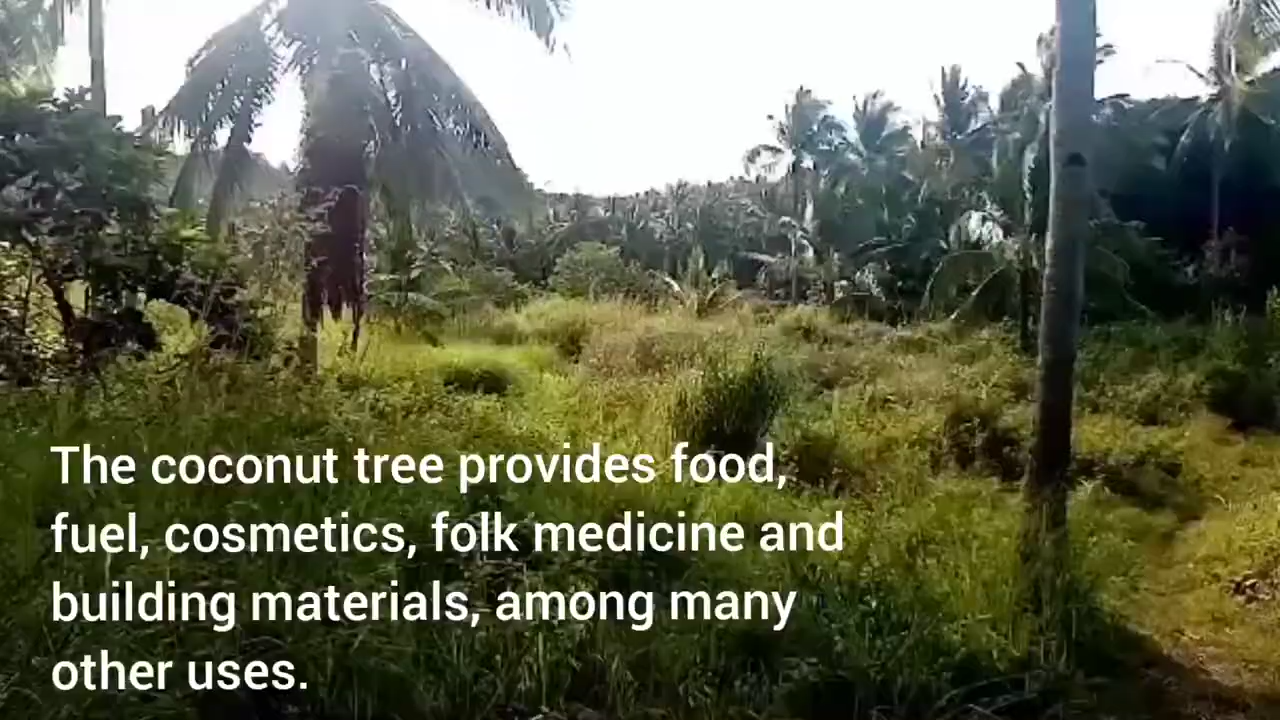 The coconut tree provides food,
fuel, cosmetics, folk medicine and
building materials, among many
other uses.